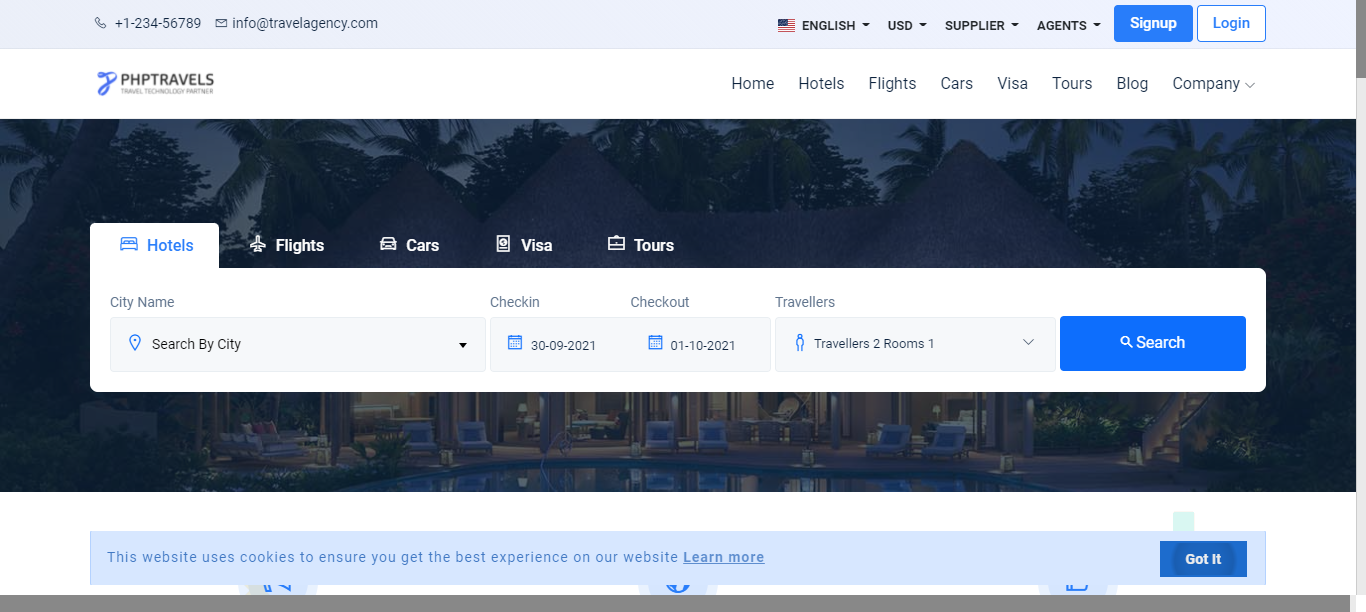 +1-234-56789 info@travelagency.com ENGLISH USD SUPPLIER AGENTS Signup Login
PHPTRAVELS
TRAVEL TECHNOLOGY PARTNER
Home Hotels Flights Cars Visa Tours Blog Company
Hotels Flights Cars Visa Tours
City Name Checkin Checkout Travellers
Search By City 30-09-2021 01-10-2021 Travellers 2 Rooms 1 Search
This website uses cookies to ensure you get the best experience on our website Learn more Got It